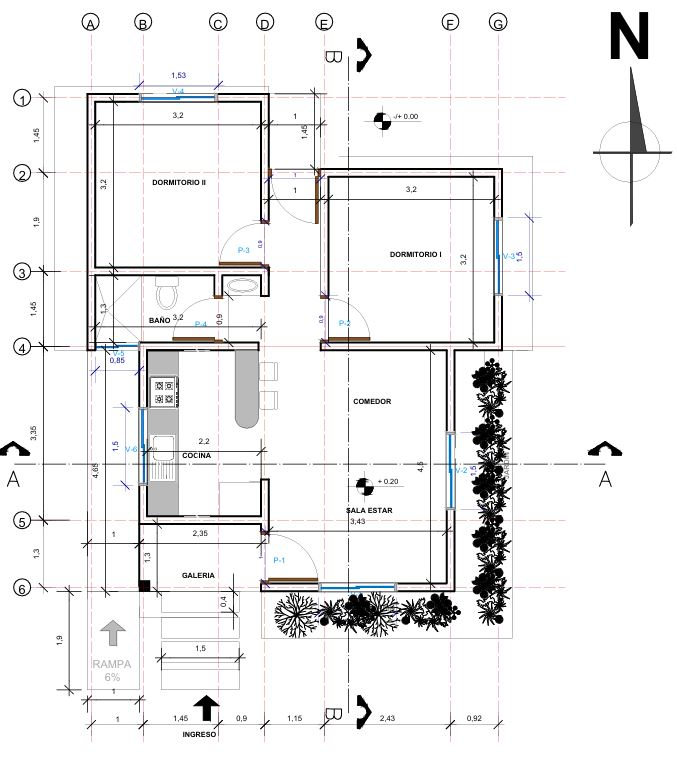 A B C D E F G
N
B
1,53
V-4
1
3,2
1
-/+ 0.00
1,45
1,45
2
1
1
3,2
3,2
DORMITORIO II
1,9
P-3
0,9
DORMITORIO I
3,2
V-3
1,5
3
1,45
1,3
BAÑO
3,2
P-4
0,9
0,9
P-2
4
V-5
0,85
COMEDOR
3,35
1,5
V-6
2,2
COCINA
4,65
4,5
V-2
1,5
JARDIN
A
A
+ 0.20
SALA ESTAR
3,43
5
1
2,35
1,3
1,3
P-1
1
GALERIA
6
0,4
1,9
1,5
RAMPA
6%
1
B
1
1,45
0,9
1,15
2,43
0,92
INGRESO